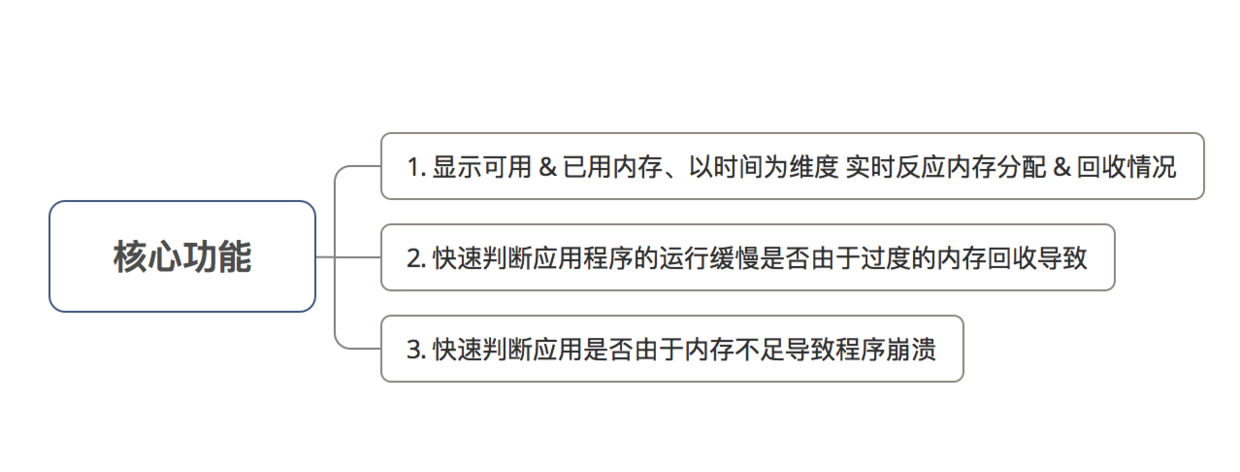 核心功能
1. 显示可用 & 已用内存、以时间为维度 实时反应内存分配 & 回收情况
2. 快速判断应用程序的运行缓慢是否由于过度的内存回收导致
3. 快速判断应用是否由于内存不足导致程序崩溃